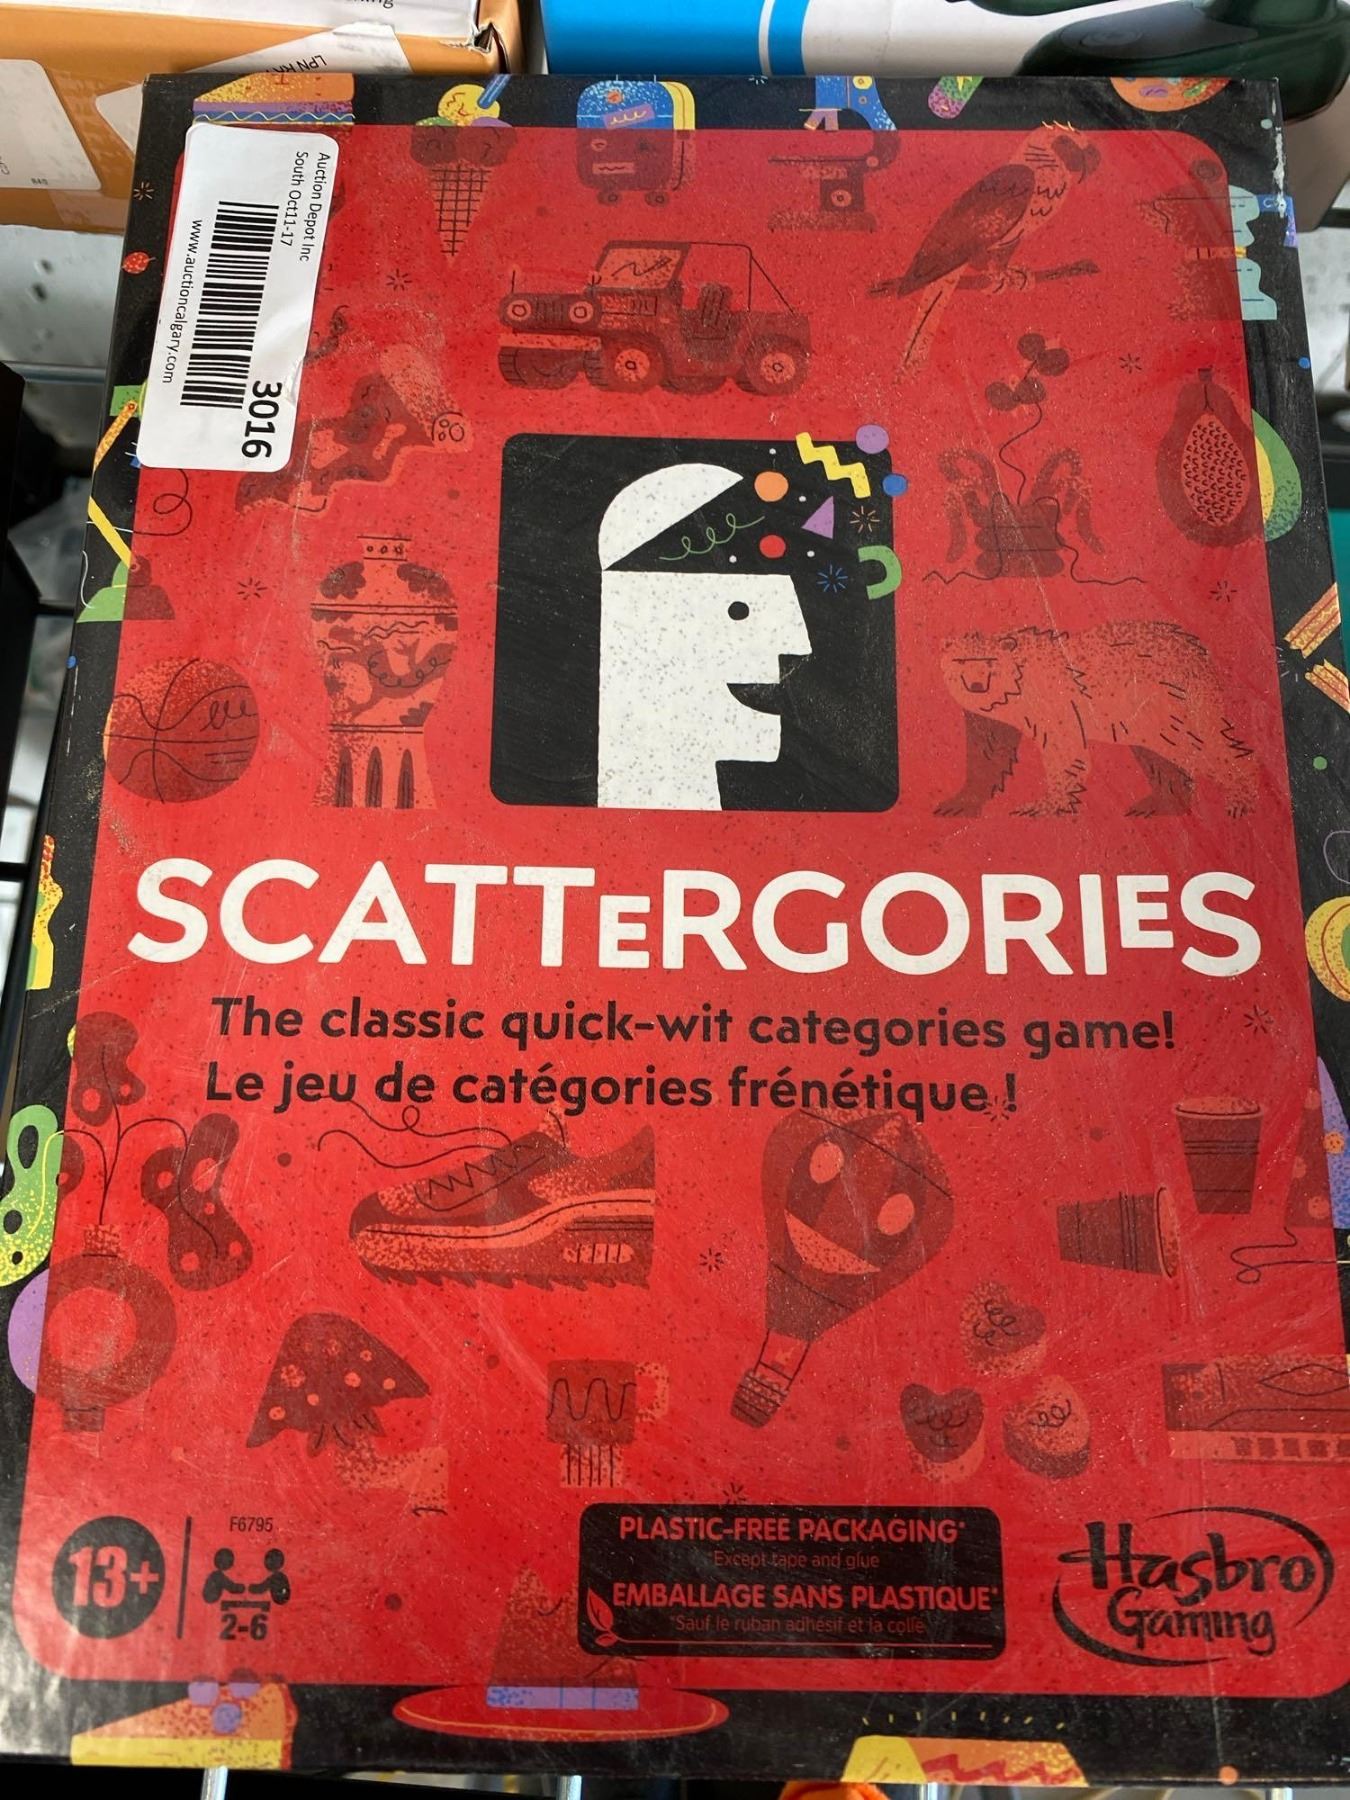 LPN
Auction Depot Inc
South Oct11-17
3016
www.auctioncalgary.com
SCATTeRGORIES
The classic quick-wit categories game!
Le jeu de catégories frénétique !
13+
F6795
2-6
PLASTIC-FREE PACKAGING*
*Except tape and glue
EMBALLAGE SANS PLASTIQUE*
*Sauf le ruban adhésif et la colle
Hasbro
Gaming